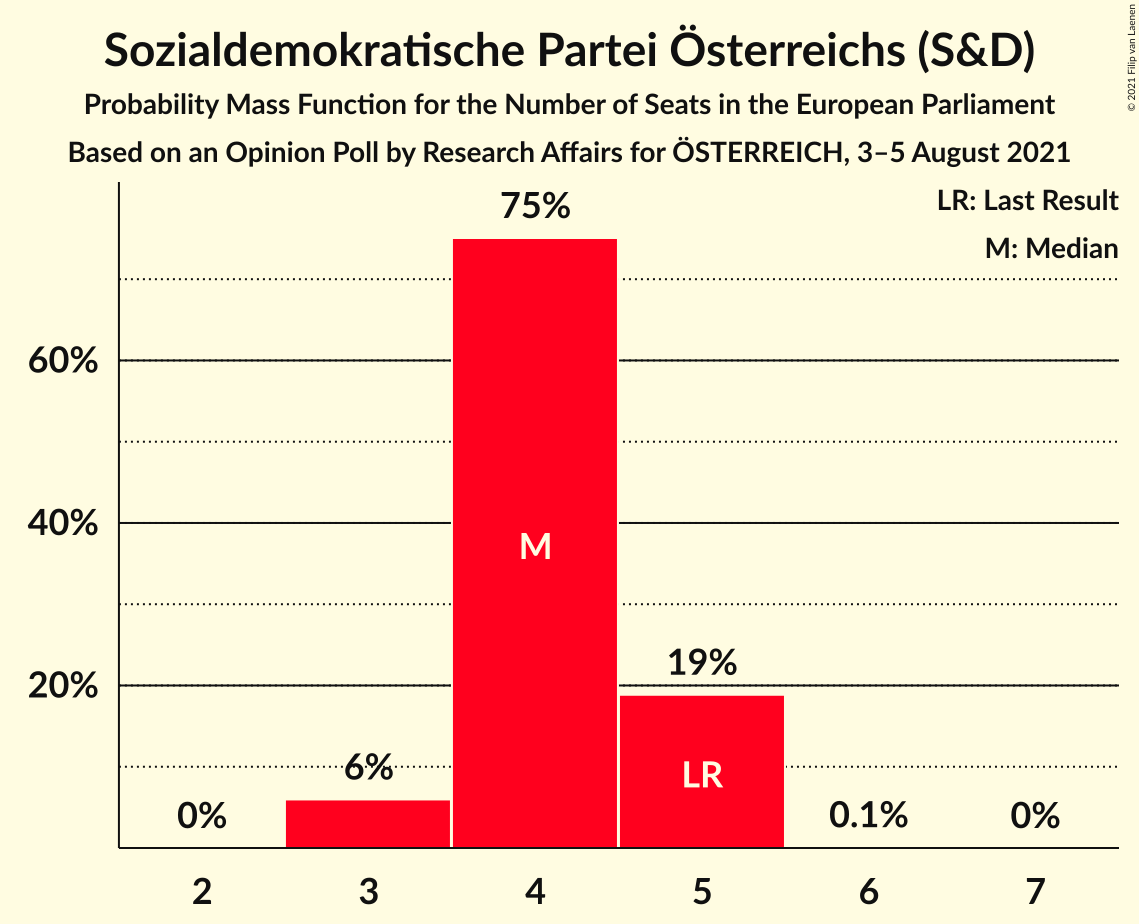 Sozialdemokratische Partei Österreichs (S&D)
Probability Mass Function for the Number of Seats in the European Parliament
Based on an Opinion Poll by Research Affairs for ÖSTERREICH, 3–5 August 2021
© 2021 Filip van Laenen
LR: Last Result
M: Median
75%
60%
40%
M
19%
20%
6%
LR
0%
0.1%
0%
2 3 4 5 6 7